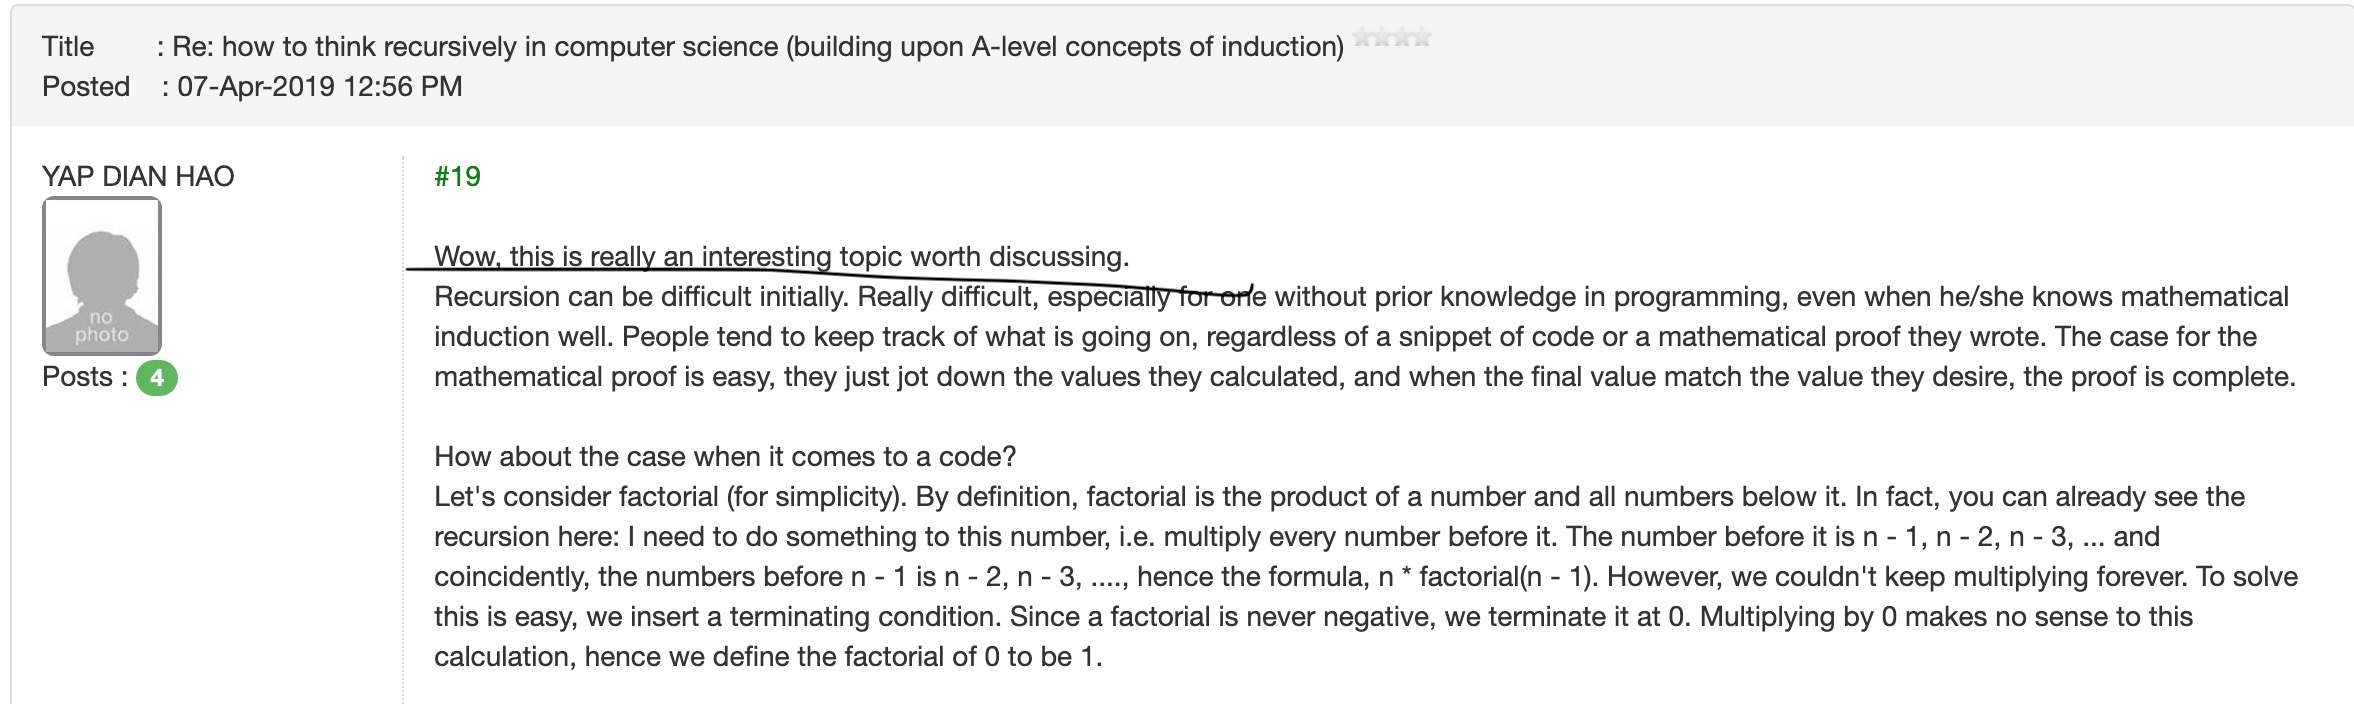 Title : Re: how to think recursively in computer science (building upon A-level concepts of induction)
Posted : 07-Apr-2019 12:56 PM
YAP DIAN HAO
no
photo
Posts : 4
#19
Wow, this is really an interesting topic worth discussing.
Recursion can be difficult initially. Really difficult, especially for one without prior knowledge in programming, even when he/she knows mathematical
induction well. People tend to keep track of what is going on, regardless of a snippet of code or a mathematical proof they wrote. The case for the
mathematical proof is easy, they just jot down the values they calculated, and when the final value match the value they desire, the proof is complete.
How about the case when it comes to a code?
Let's consider factorial (for simplicity). By definition, factorial is the product of a number and all numbers below it. In fact, you can already see the
recursion here: I need to do something to this number, i.e. multiply every number before it. The number before it is n - 1, n - 2, n - 3, ... and
coincidently, the numbers before n - 1 is n - 2, n - 3, ...., hence the formula, n * factorial(n - 1). However, we couldn't keep multiplying forever. To solve
this is easy, we insert a terminating condition. Since a factorial is never negative, we terminate it at 0. Multiplying by 0 makes no sense to this
calculation, hence we define the factorial of 0 to be 1.